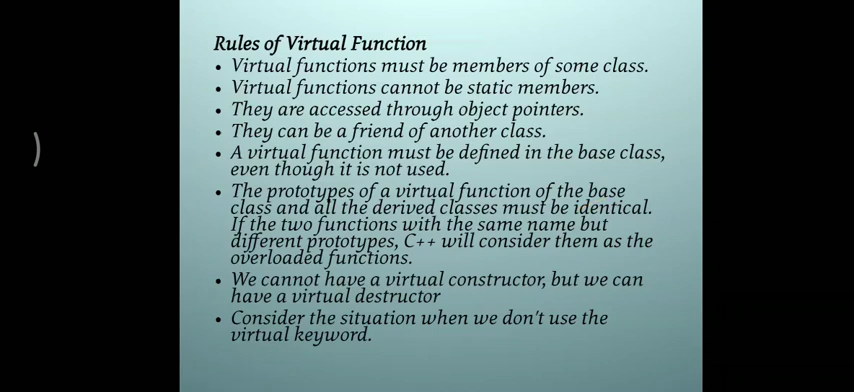 Rules of Virtual Function
• Virtual functions must be members of some class.
• Virtual functions cannot be static members.
• They are accessed through object pointers.
• They can be a friend of another class.
• A virtual function must be defined in the base class,
even though it is not used.
• The prototypes of a virtual function of the base
class and all the derived classes must be identical.
If the two functions with the same name but
different prototypes, C++ will consider them as the
overloaded functions.
• We cannot have a virtual constructor, but we can
have a virtual destructor
• Consider the situation when we don't use the
virtual keyword.